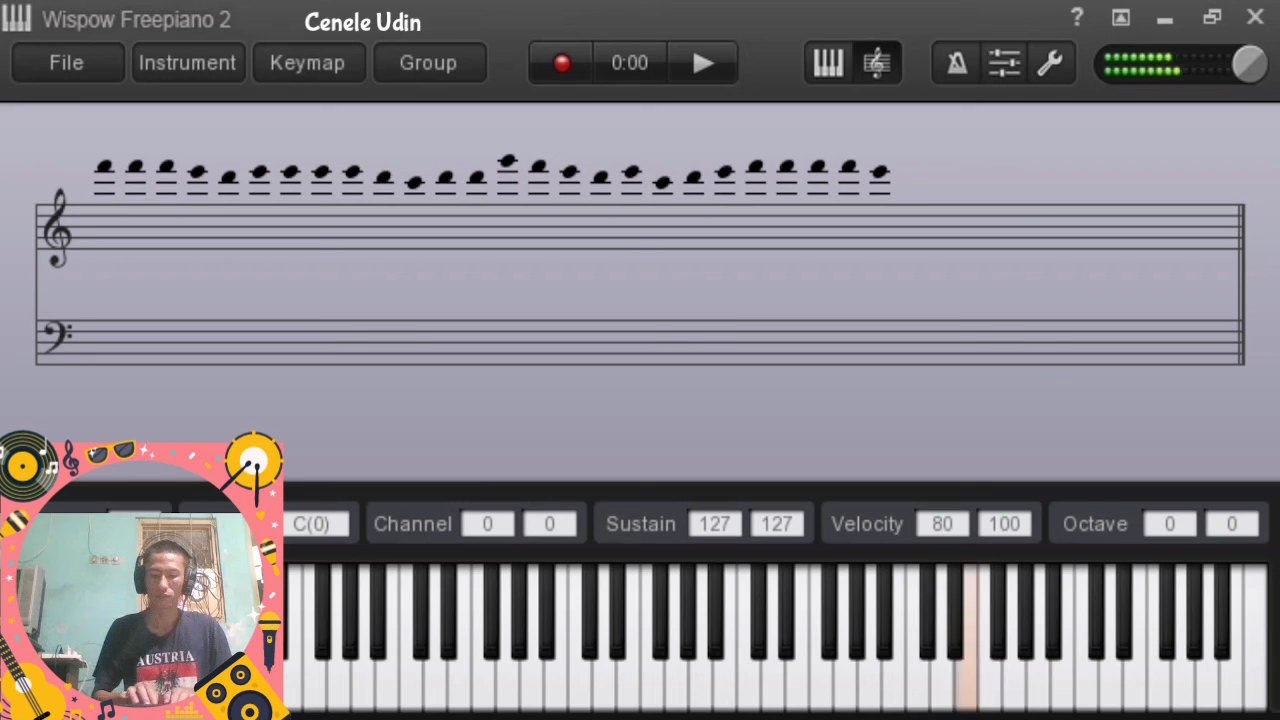 Wispow Freepiano 2
Cenele Udin
?
File
Instrument
Keymap
Group
0:00
C(0)
Channel 0 0
Sustain 127 127
Velocity 80 100
Octave 0 0
AUSTRIA